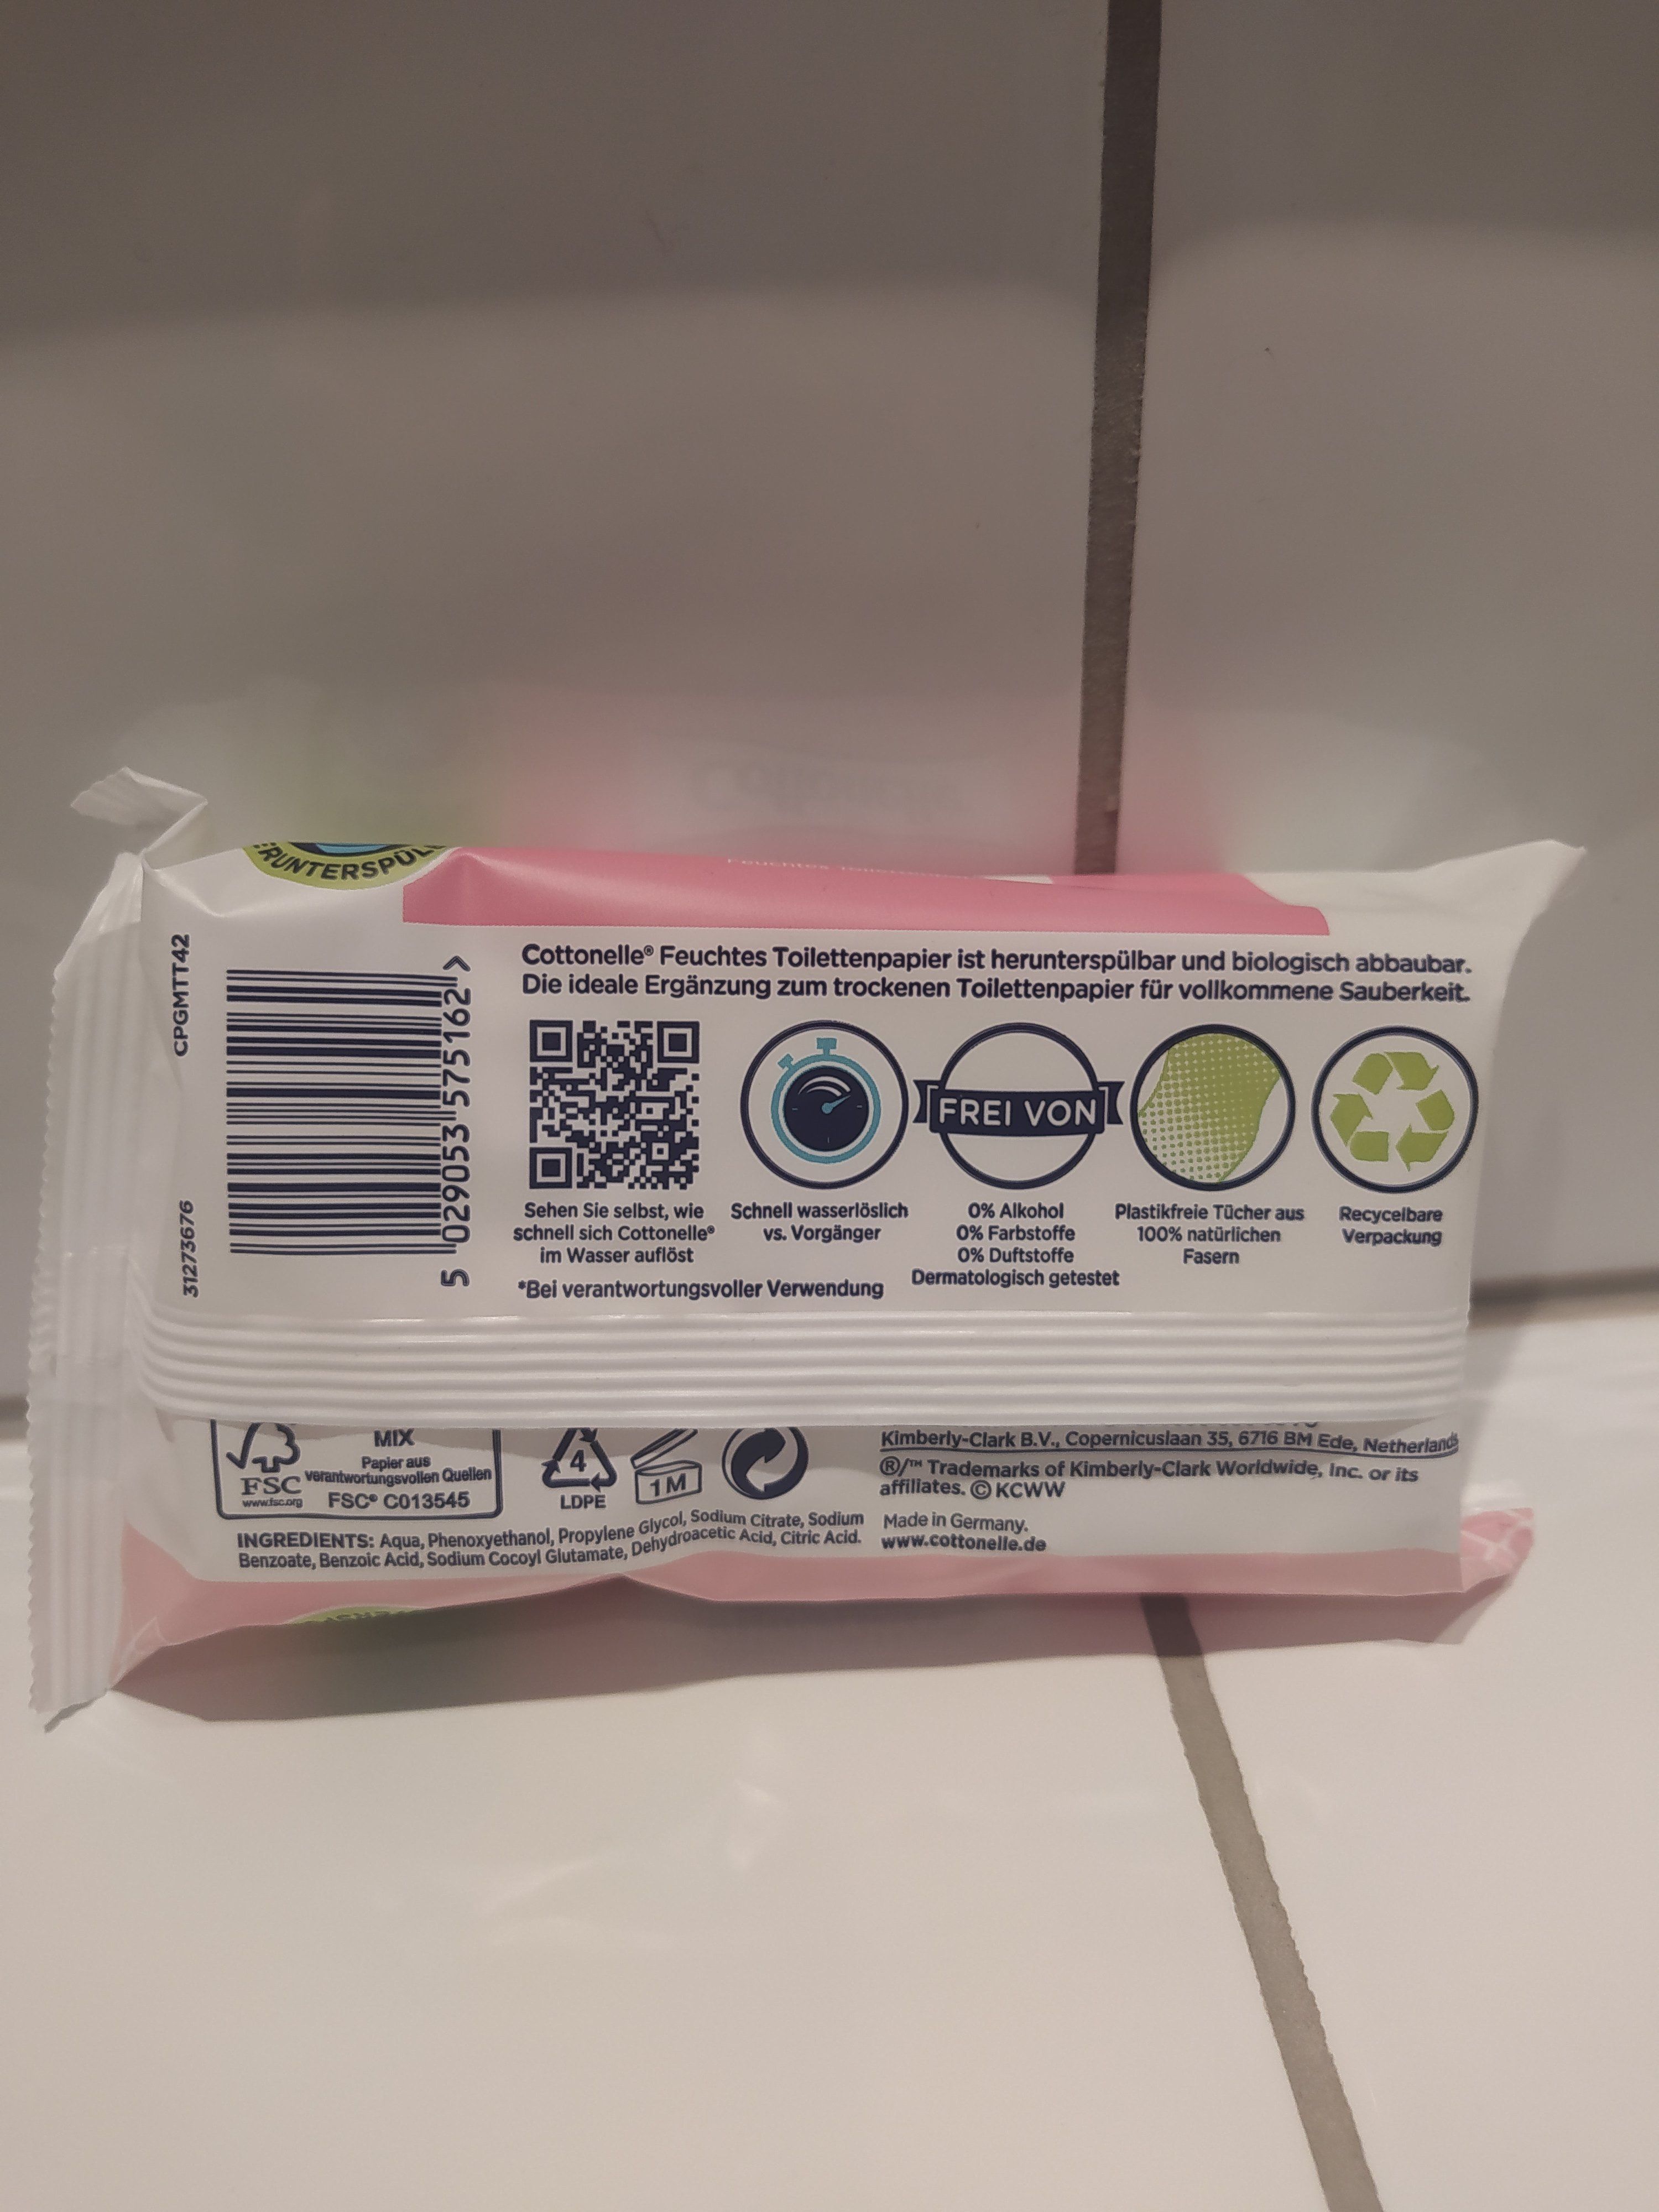 RUNTERSPÜL
CPGMTT42
31273676
5 029053 575162 >
Cottonelle® Feuchtes Toilettenpapier ist herunterspülbar und biologisch abbaubar.
Die ideale Ergänzung zum trockenen Toilettenpapier für vollkommene Sauberkeit.
Sehen Sie selbst, wie
schnell sich Cottonelle®
im Wasser auflöst
Schnell wasserlöslich
vs. Vorgänger
FREI VON
0% Alkohol
0% Farbstoffe
0% Duftstoffe
Dermatologisch getestet
Plastikfreie Tücher aus
100% natürlichen
Fasern
Recycelbare
Verpackung
*Bei verantwortungsvoller Verwendung
FSC
www.fsc.org
MIX
Papier aus
verantwortungsvollen Quellen
FSC® C013545
4
LDPE
1M
Kimberly-Clark B.V., Copernicuslaan 35, 6716 BM Ede, Netherlands
®/™ Trademarks of Kimberly-Clark Worldwide, Inc. or its
affiliates. © KCWW
Made in Germany.
www.cottonelle.de
INGREDIENTS: Aqua, Phenoxyethanol, Propylene Glycol, Sodium Citrate, Sodium
Benzoate, Benzoic Acid, Sodium Cocoyl Glutamate, Dehydroacetic Acid, Citric Acid.